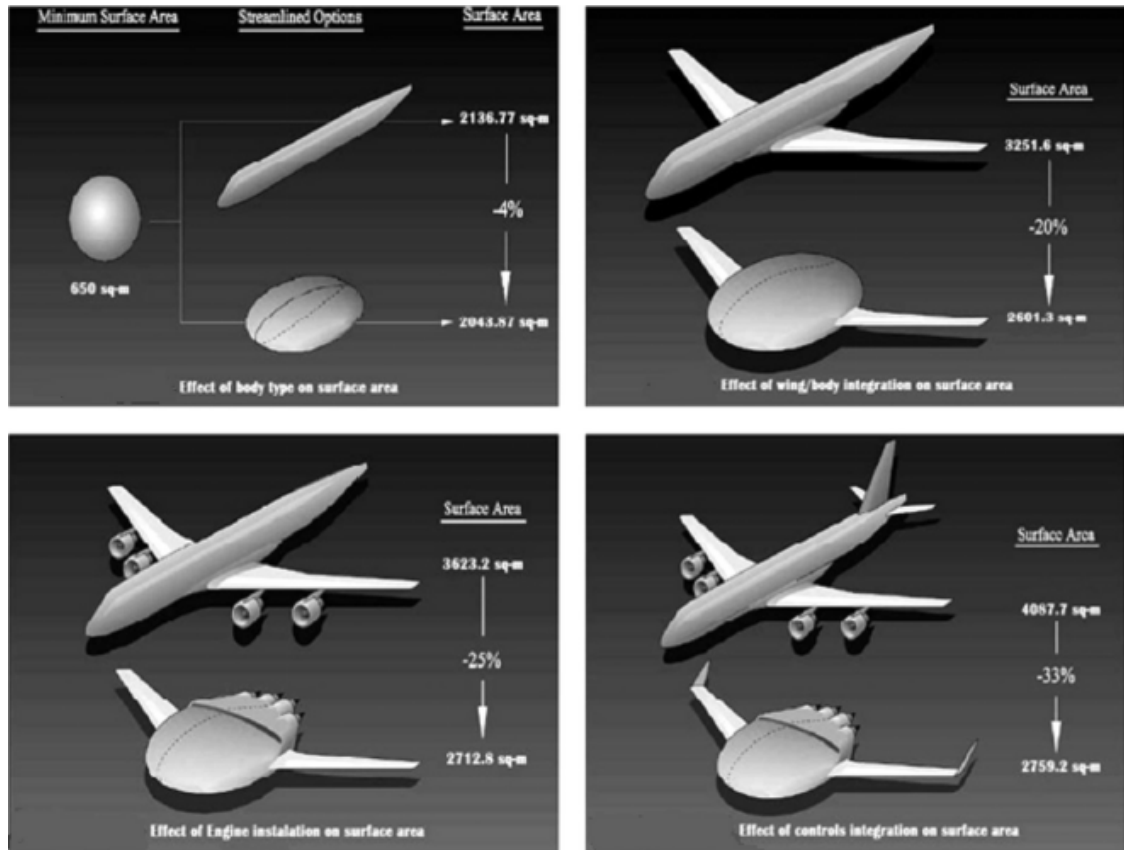 Minimum Surface Area Streamlined Options Surface Area
2136.77 sq-m
-4%
650 sq-m
2043.87 sq-m
Effect of body type on surface area
Surface Area
3251.6 sq-m
-20%
2601.3 sq-m
Effect of wing/body integration on surface area
Surface Area
3623.2 sq-m
-25%
2712.8 sq-m
Effect of Engine instalation on surface area
Surface Area
4087.7 sq-m
-33%
2759.2 sq-m
Effect of controls integration on surface area